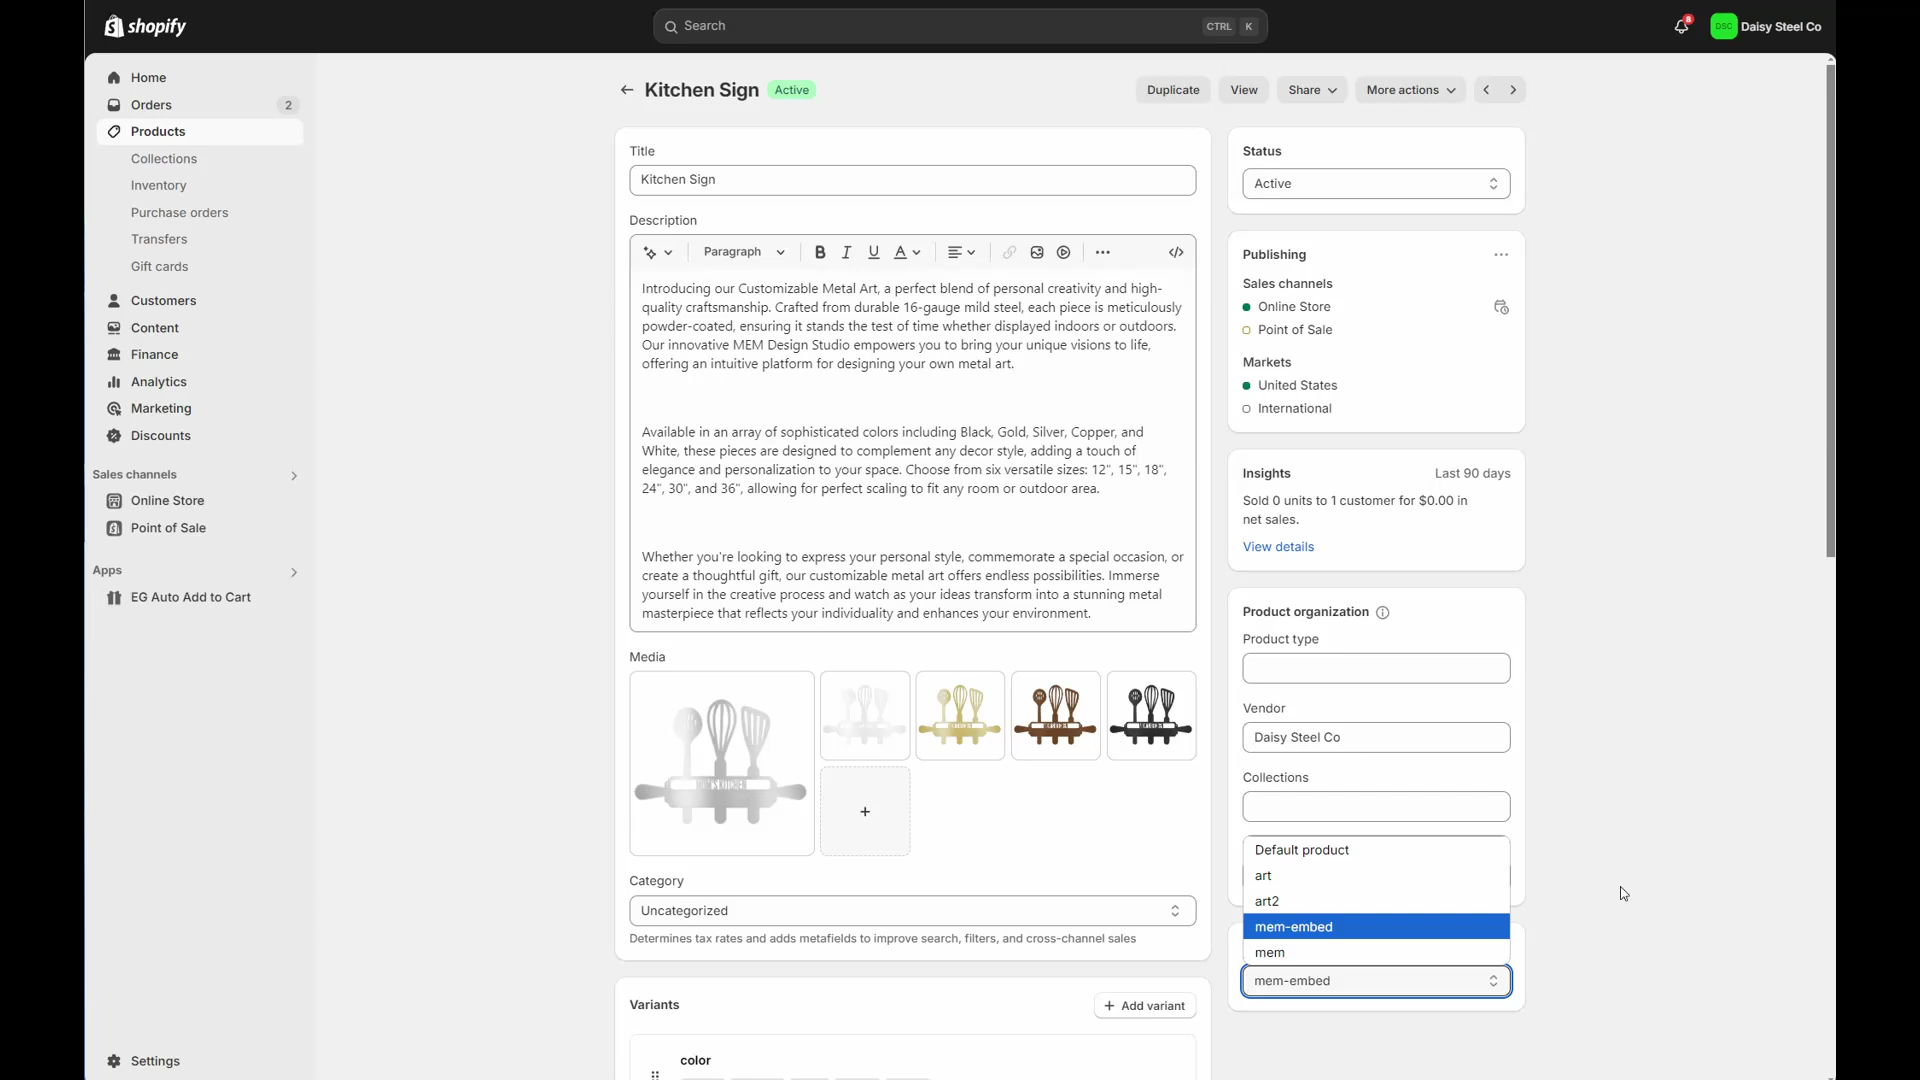 shopify
Search
CTRL K
8
DSC
Daisy Steel Co
Home
Orders
2
Products
Collections
Inventory
Purchase orders
Transfers
Gift cards
Customers
Content
Finance
Analytics
Marketing
Discounts
Sales channels
Online Store
Point of Sale
Apps
EG Auto Add to Cart
Settings
Kitchen Sign
Active
Duplicate
View
Share
More actions
Title
Kitchen Sign
Description
Paragraph
B I U A
Introducing our Customizable Metal Art, a perfect blend of personal creativity and high-
quality craftsmanship. Crafted from durable 16-gauge mild steel, each piece is meticulously
powder-coated, ensuring it stands the test of time whether displayed indoors or outdoors.
Our innovative MEM Design Studio empowers you to bring your unique visions to life,
offering an intuitive platform for designing your own metal art.
Available in an array of sophisticated colors including Black, Gold, Silver, Copper, and
White, these pieces are designed to complement any decor style, adding a touch of
elegance and personalization to your space. Choose from six versatile sizes: 12", 15", 18",
24", 30", and 36", allowing for perfect scaling to fit any room or outdoor area.
Whether you're looking to express your personal style, commemorate a special occasion, or
create a thoughtful gift, our customizable metal art offers endless possibilities. Immerse
yourself in the creative process and watch as your ideas transform into a stunning metal
masterpiece that reflects your individuality and enhances your environment.
Media
MOM'S KITCHEN
Category
Uncategorized
Determines tax rates and adds metafields to improve search, filters, and cross-channel sales
Variants
+ Add variant
color
Status
Active
Publishing
Sales channels
Online Store
Point of Sale
Markets
United States
International
Insights
Last 90 days
Sold 0 units to 1 customer for $0.00 in
net sales.
View details
Product organization
Product type
Vendor
Daisy Steel Co
Collections
Default product
art
art2
mem-embed
mem
mem-embed